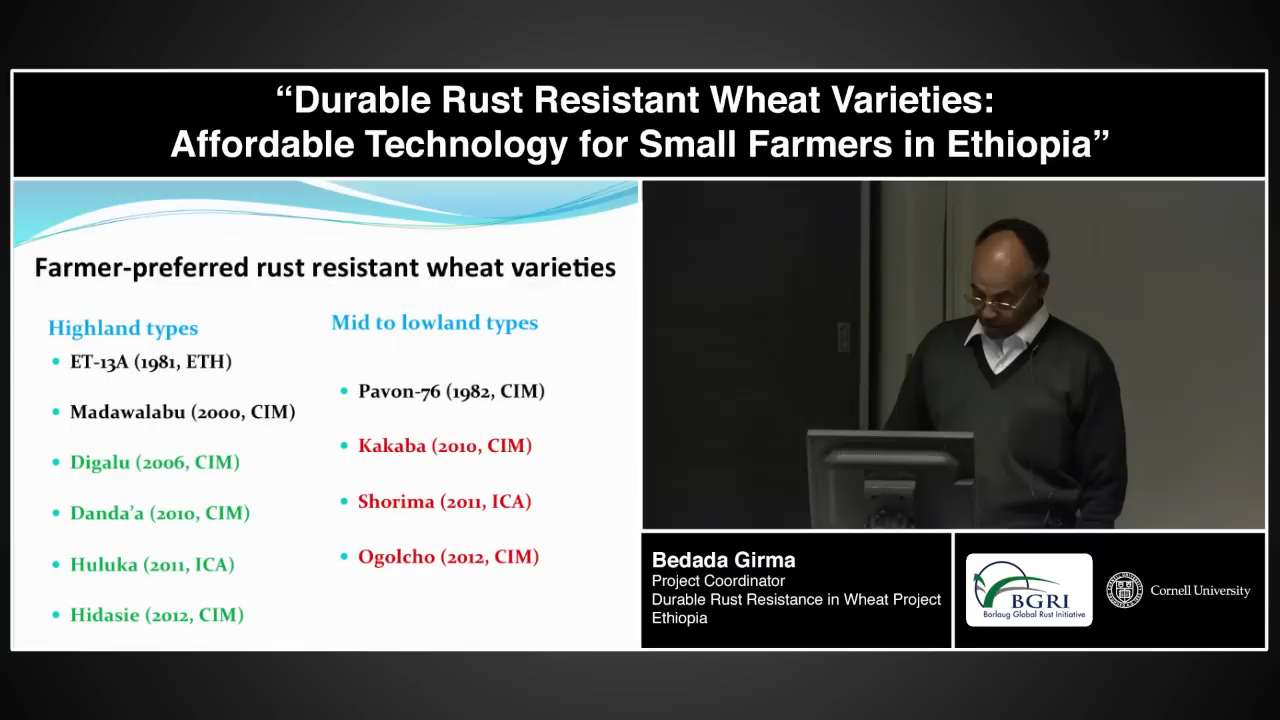 “Durable Rust Resistant Wheat Varieties:
Affordable Technology for Small Farmers in Ethiopia”
Farmer-preferred rust resistant wheat varieties
Highland types
• ET-13A (1981, ETH)
• Madawalabu (2000, CIM)
• Digalu (2006, CIM)
• Danda’a (2010, CIM)
• Huluka (2011, ICA)
• Hidasie (2012, CIM)
Mid to lowland types
• Pavon-76 (1982, CIM)
• Kakaba (2010, CIM)
• Shorima (2011, ICA)
• Ogolcho (2012, CIM)
Bedada Girma
Project Coordinator
Durable Rust Resistance in Wheat Project
Ethiopia
BGRI
Borlaug Global Rust Initiative
Cornell University